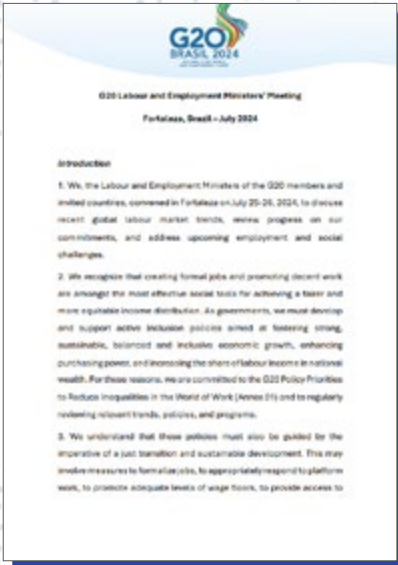 G20
BRASIL 2024
G20 Labour and Employment Ministers' Meeting
Fortaleza, Brazil – July 2024
Introduction
1. We, the Labour and Employment Ministers of the G20 members and
invited countries, convened in Fortaleza on July 25-26, 2024, to discuss
recent global labour market trends, review progress on our
commitments, and address upcoming employment and social
challenges.
2. We recognize that creating formal jobs and promoting decent work
are amongst the most effective social tools for achieving a fairer and
more equitable income distribution. As governments, we must develop
and support active inclusion policies aimed at fostering strong,
sustainable, balanced and inclusive economic growth, enhancing
purchasing power, and increasing the share of labour income in national
wealth. For these reasons, we are committed to the G20 Policy Priorities
to Reduce Inequalities in the World of Work (Annex 01) and to regularly
reviewing relevant trends, policies, and programs.
3. We understand that these policies must also be guided by the
imperative of a just transition and sustainable development. This may
involve measures to formalize jobs, to appropriately respond to platform
work, to promote adequate levels of wage floors, to provide access to